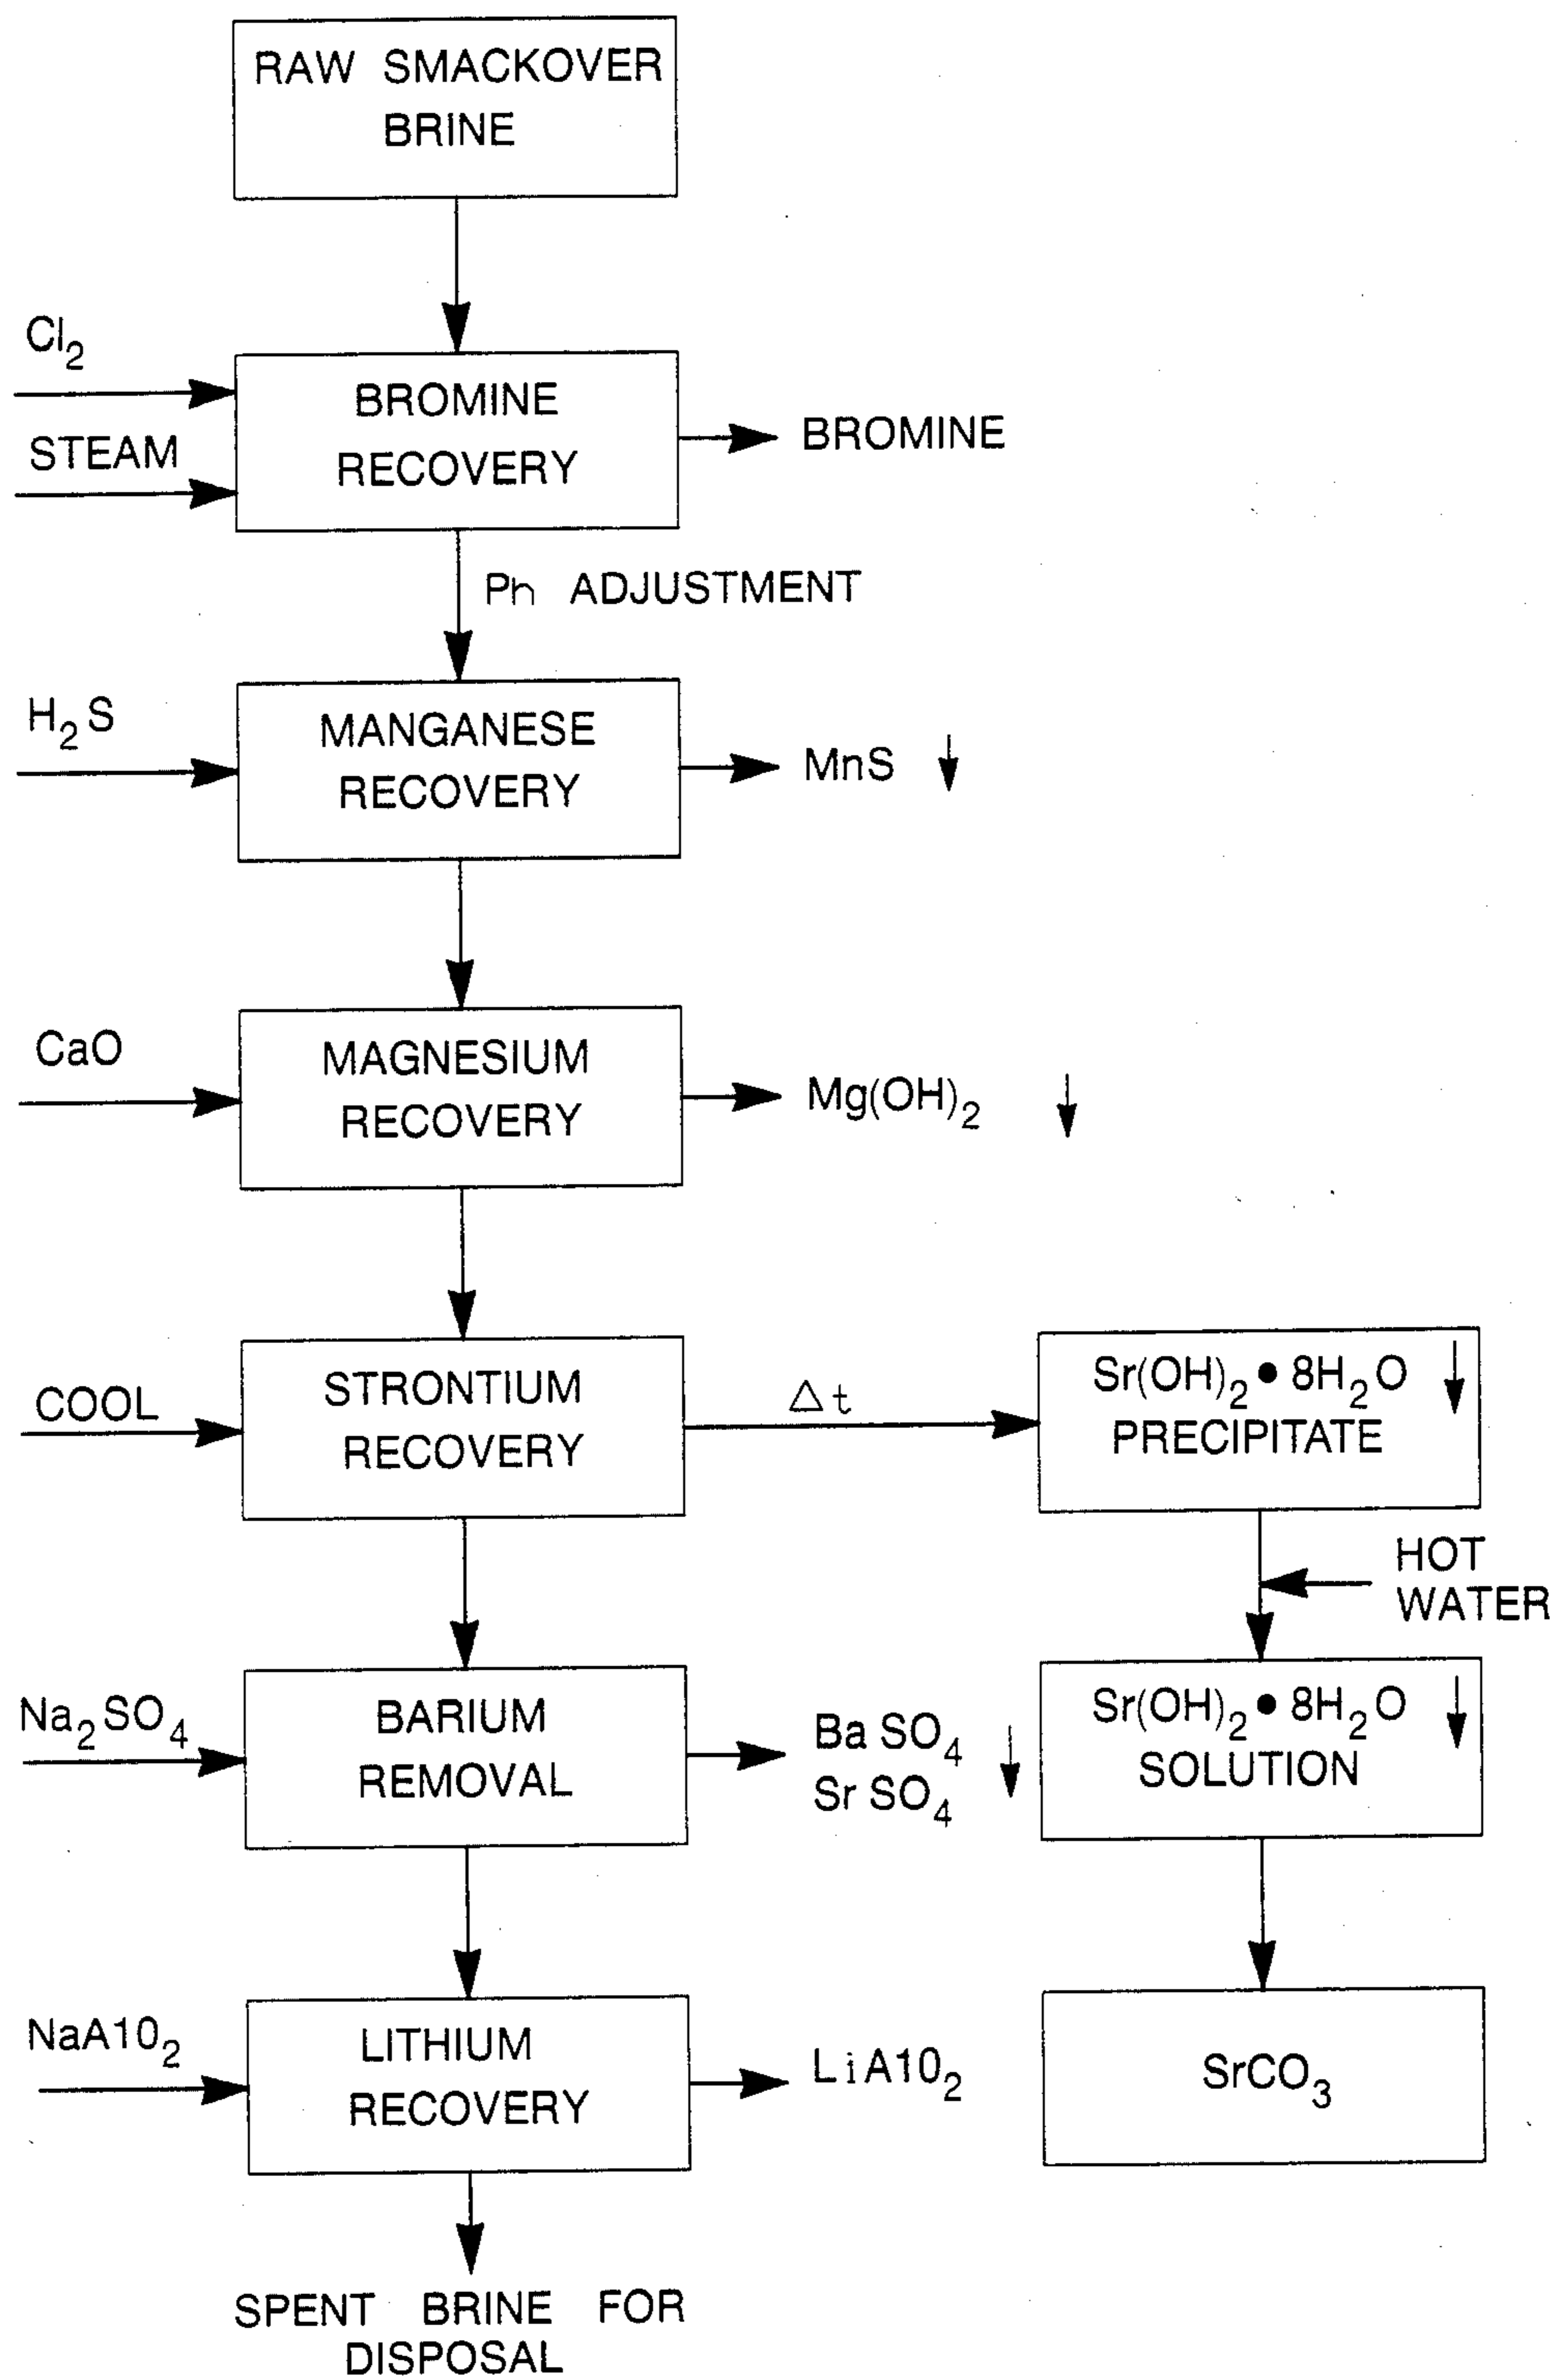 RAW SMACKOVER
BRINE
Cl₂
STEAM
BROMINE
RECOVERY
BROMINE
Ph ADJUSTMENT
H₂S
MANGANESE
RECOVERY
MnS ↓
CaO
MAGNESIUM
RECOVERY
Mg(OH)₂ ↓
COOL
STRONTIUM
RECOVERY
Δt
Sr(OH)₂ • 8H₂O ↓
PRECIPITATE
HOT
WATER
Na₂SO₄
BARIUM
REMOVAL
Ba SO₄
Sr SO₄ ↓
Sr(OH)₂ • 8H₂O ↓
SOLUTION
NaA10₂
LITHIUM
RECOVERY
LiA10₂
SrCO₃
SPENT BRINE FOR
DISPOSAL